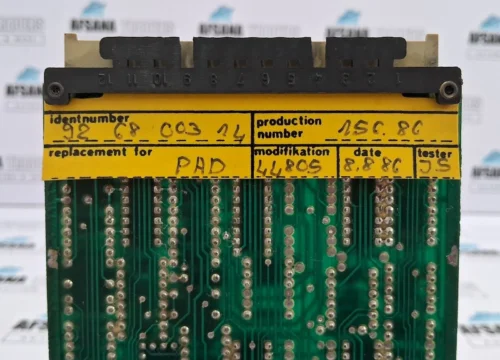 AFSANA
12 11 10 9 8 7 6 5 4 3 2 1
identnumber 92 68 003 14
production number 150.86
replacement for PAD
modifikation 44805
date 8.8 86
tester JS